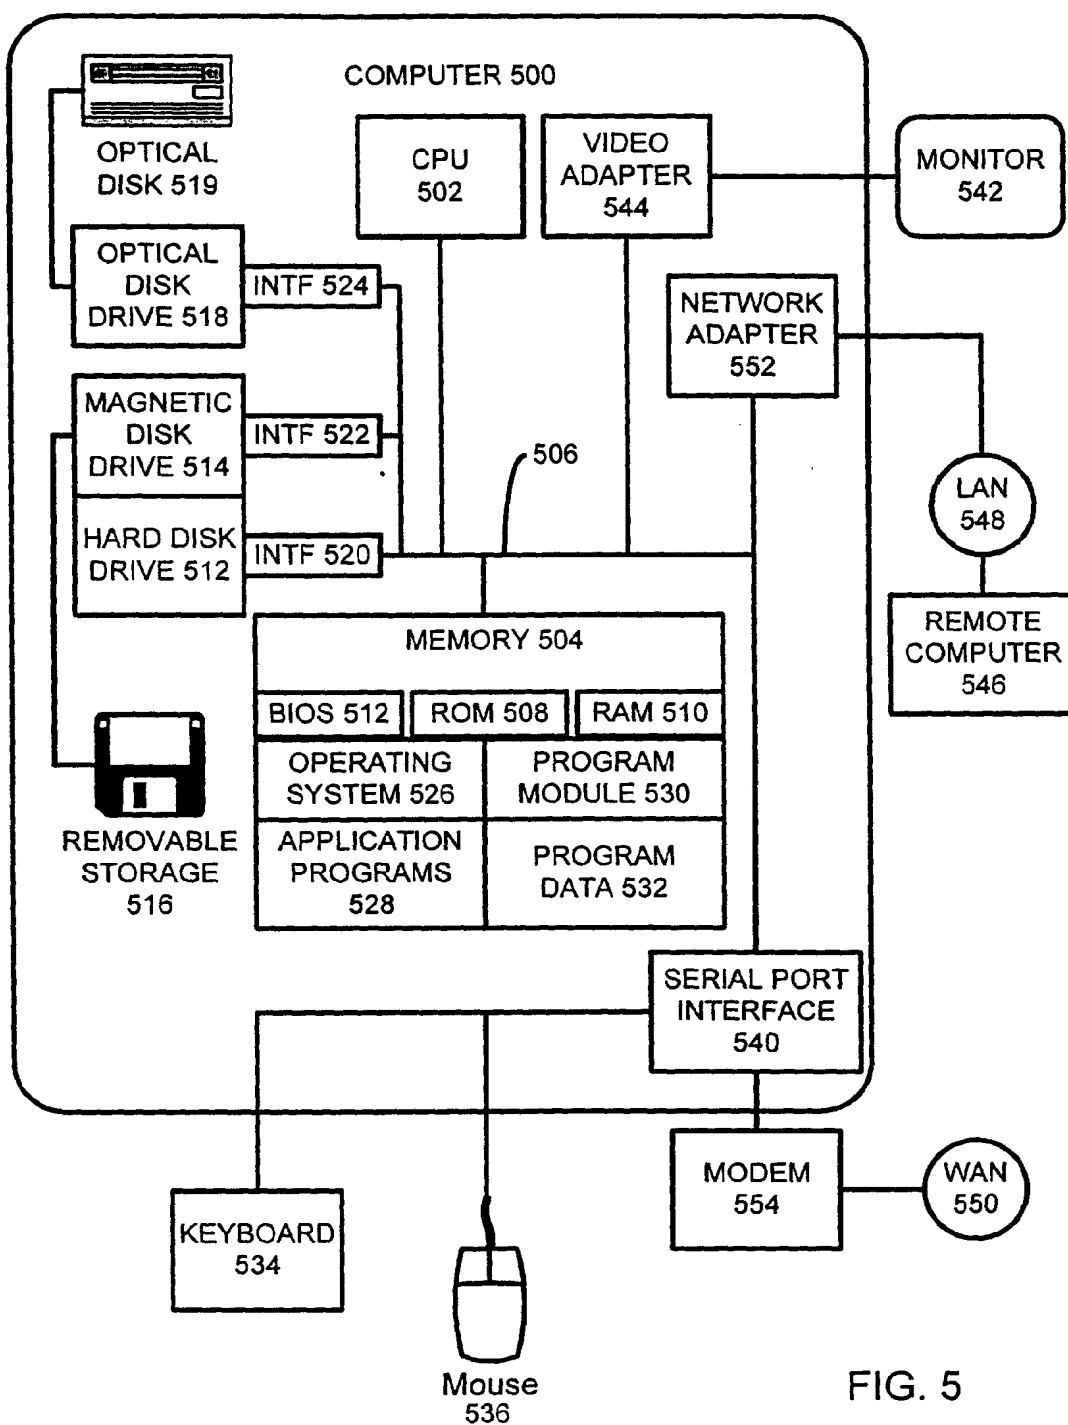 COMPUTER 500
OPTICAL
DISK 519
CPU
502
VIDEO
ADAPTER
544
MONITOR
542
OPTICAL
DISK
DRIVE 518
INTF 524
NETWORK
ADAPTER
552
MAGNETIC
DISK
DRIVE 514
INTF 522
506
LAN
548
HARD DISK
DRIVE 512
INTF 520
REMOTE
COMPUTER
546
MEMORY 504
BIOS 512
ROM 508
RAM 510
OPERATING
SYSTEM 526
PROGRAM
MODULE 530
REMOVABLE
STORAGE
516
APPLICATION
PROGRAMS
528
PROGRAM
DATA 532
SERIAL PORT
INTERFACE
540
MODEM
554
WAN
550
KEYBOARD
534
Mouse
536
FIG. 5